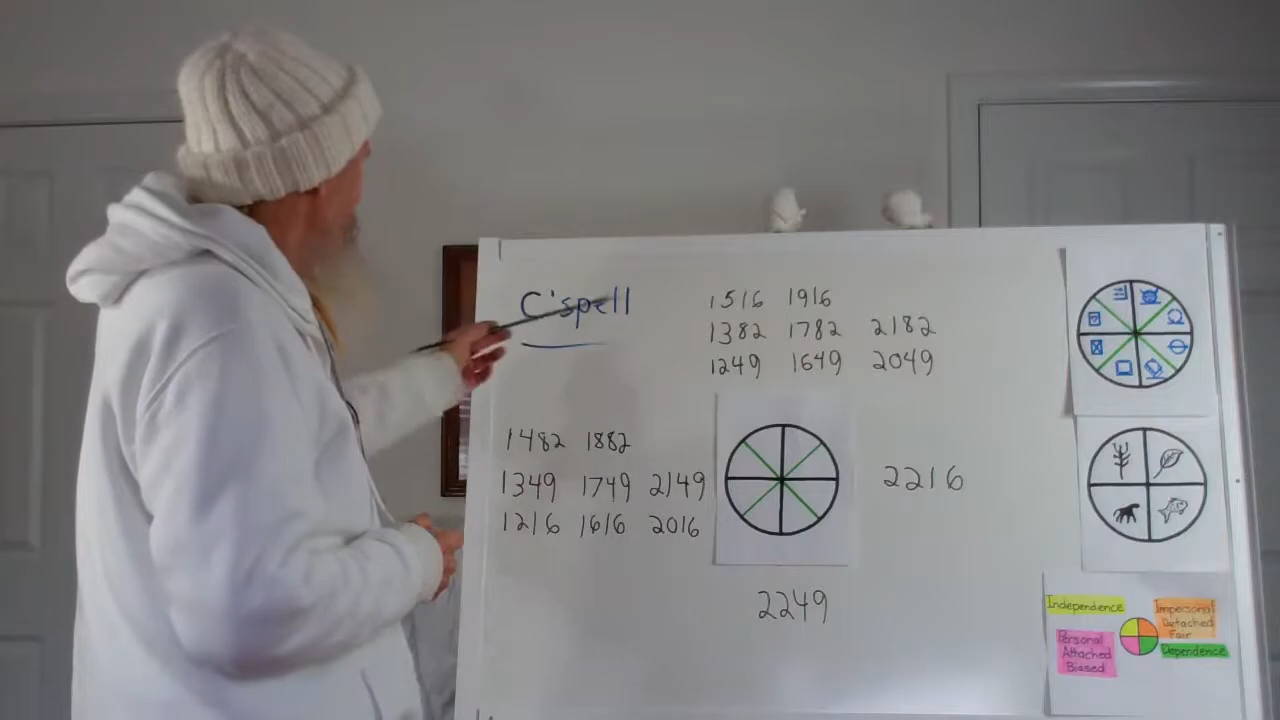 C'spell
1516 1916
1382 1782 2182
1249 1649 2049
1482 1882
1349 1749 2149
1216 1616 2016
2216
2249
Independence
Impersonal
Detached
Fair
Personal
Attached
Biased
Dependence